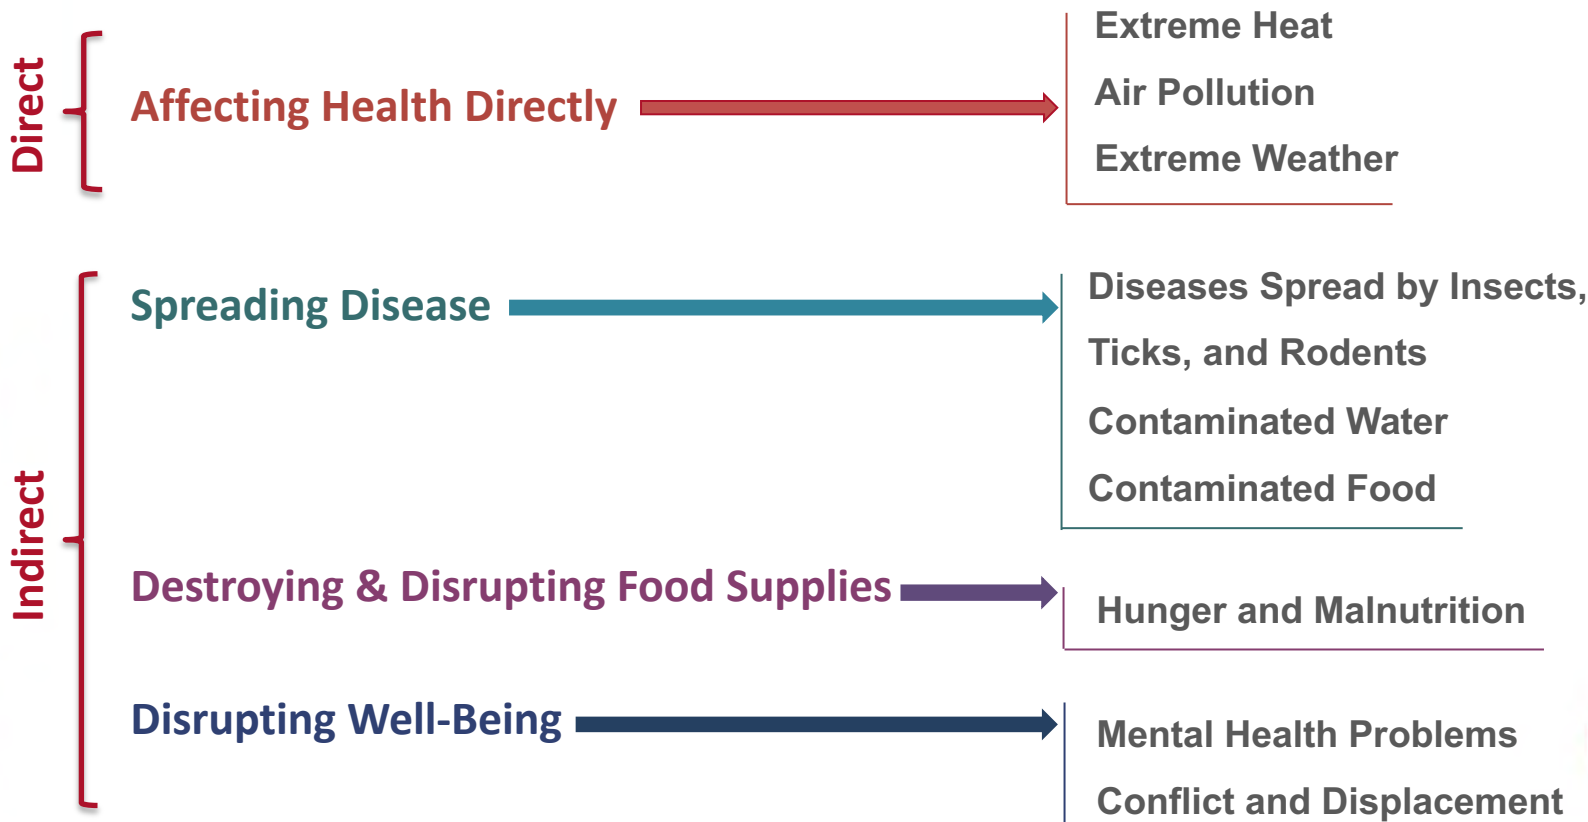 Direct
Affecting Health Directly
Extreme Heat
Air Pollution
Extreme Weather
Indirect
Spreading Disease
Diseases Spread by Insects,
Ticks, and Rodents
Contaminated Water
Contaminated Food
Destroying & Disrupting Food Supplies
Hunger and Malnutrition
Disrupting Well-Being
Mental Health Problems
Conflict and Displacement